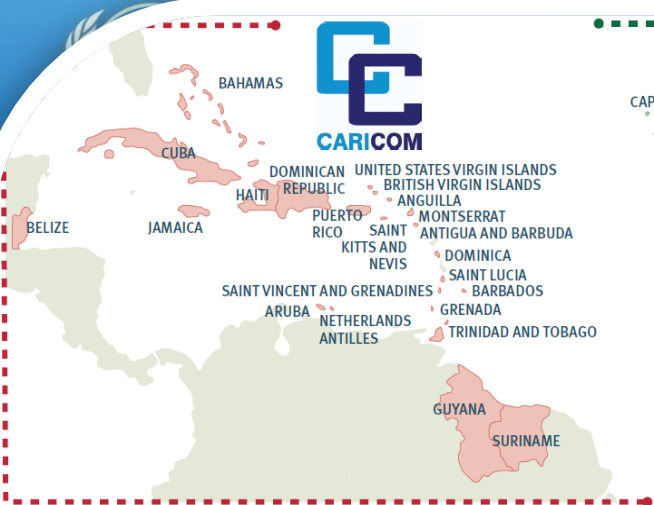 BAHAMAS
CARICOM
CAP
CUBA
DOMINICAN
REPUBLIC
UNITED STATES VIRGIN ISLANDS
BRITISH VIRGIN ISLANDS
HAITI
ANGUILLA
PUERTO
RICO
MONTSERRAT
BELIZE
JAMAICA
SAINT
KITTS AND
NEVIS
ANTIGUA AND BARBUDA
DOMINICA
SAINT LUCIA
SAINT VINCENT AND GRENADINES
BARBADOS
ARUBA
GRENADA
NETHERLANDS
ANTILLES
TRINIDAD AND TOBAGO
GUYANA
SURINAME